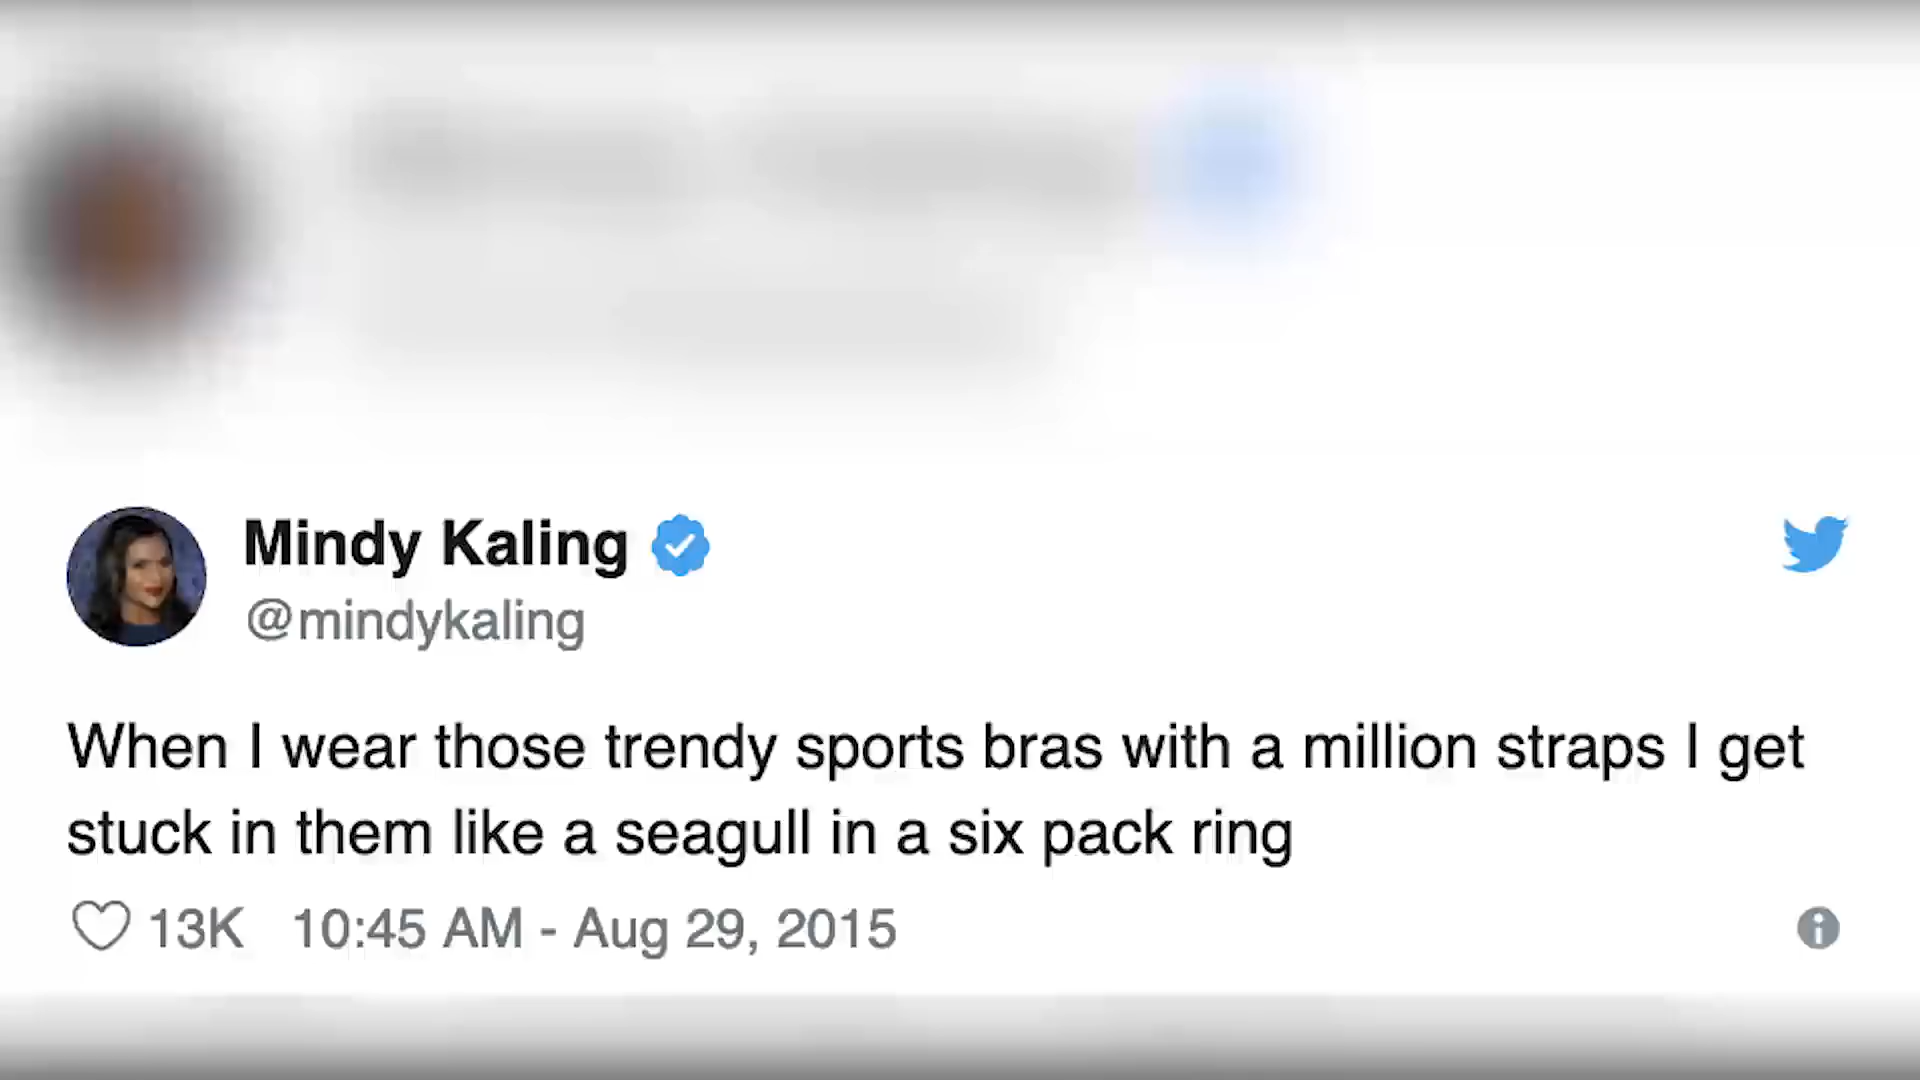 Mindy Kaling
@mindykaling
When I wear those trendy sports bras with a million straps I get
stuck in them like a seagull in a six pack ring
13K 10:45 AM - Aug 29, 2015